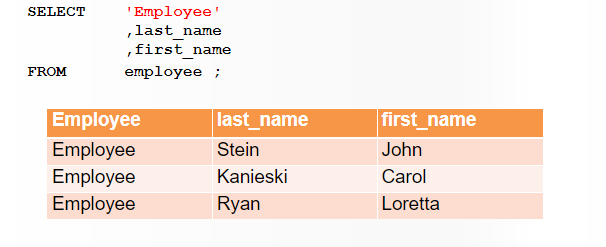 SELECT 'Employee'
,last_name
,first_name
FROM employee ;
Employee last_name first_name
Employee Stein John
Employee Kanieski Carol
Employee Ryan Loretta